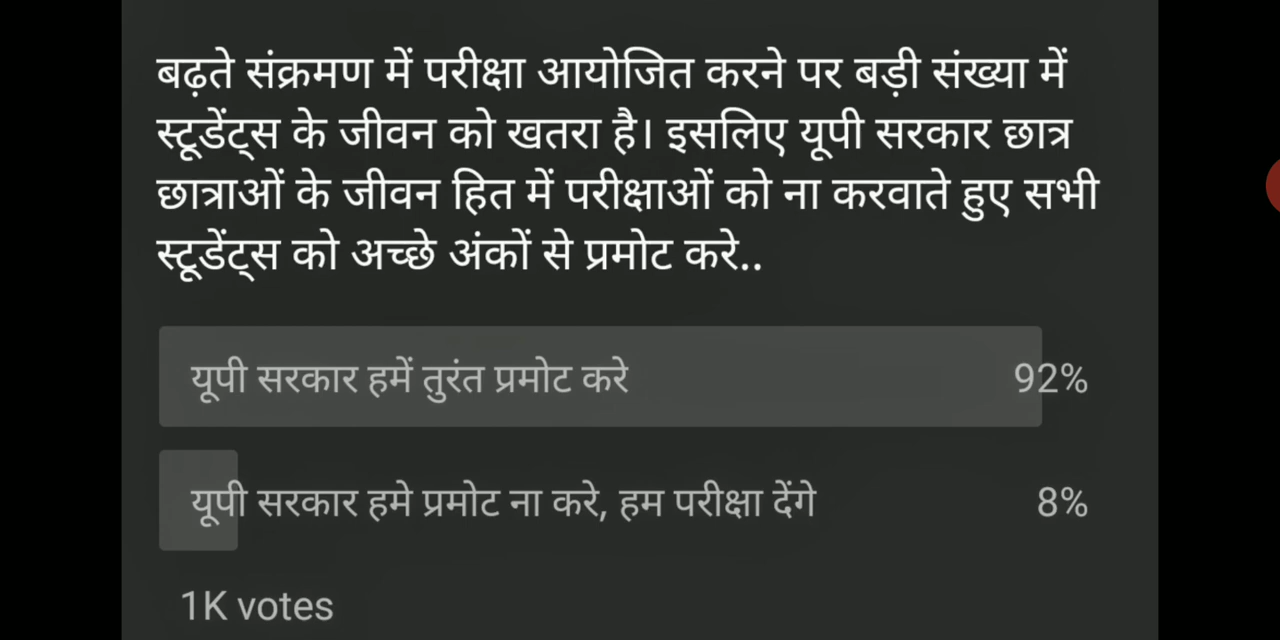 बढ़ते संक्रमण में परीक्षा आयोजित करने पर बड़ी संख्या में
स्टूडेंट्स के जीवन को खतरा है। इसलिए यूपी सरकार छात्र
छात्राओं के जीवन हित में परीक्षाओं को ना करवाते हुए सभी
स्टूडेंट्स को अच्छे अंकों से प्रमोट करे..
यूपी सरकार हमें तुरंत प्रमोट करे 92%
यूपी सरकार हमे प्रमोट ना करे, हम परीक्षा देंगे 8%
1K votes